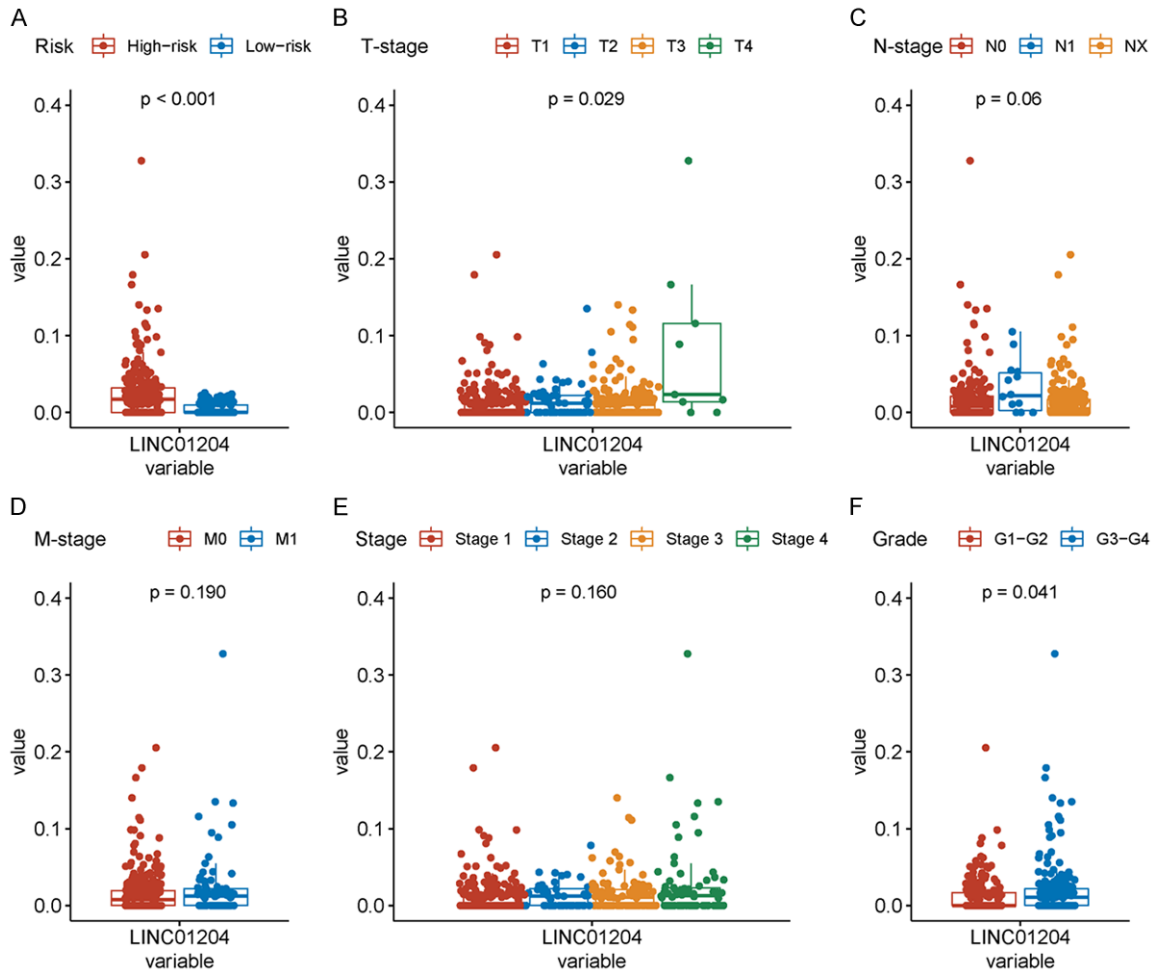 A
Risk High-risk Low-risk
p < 0.001
0.4
0.3
0.2
0.1
0.0
value
LINC01204
variable
B
T-stage T1 T2 T3 T4
p = 0.029
0.4
0.3
0.2
0.1
0.0
value
LINC01204
variable
C
N-stage N0 N1 NX
p = 0.06
0.4
0.3
0.2
0.1
0.0
value
LINC01204
variable
D
M-stage M0 M1
p = 0.190
0.4
0.3
0.2
0.1
0.0
value
LINC01204
variable
E
Stage Stage 1 Stage 2 Stage 3 Stage 4
p = 0.160
0.4
0.3
0.2
0.1
0.0
value
LINC01204
variable
F
Grade G1-G2 G3-G4
p = 0.041
0.4
0.3
0.2
0.1
0.0
value
LINC01204
variable